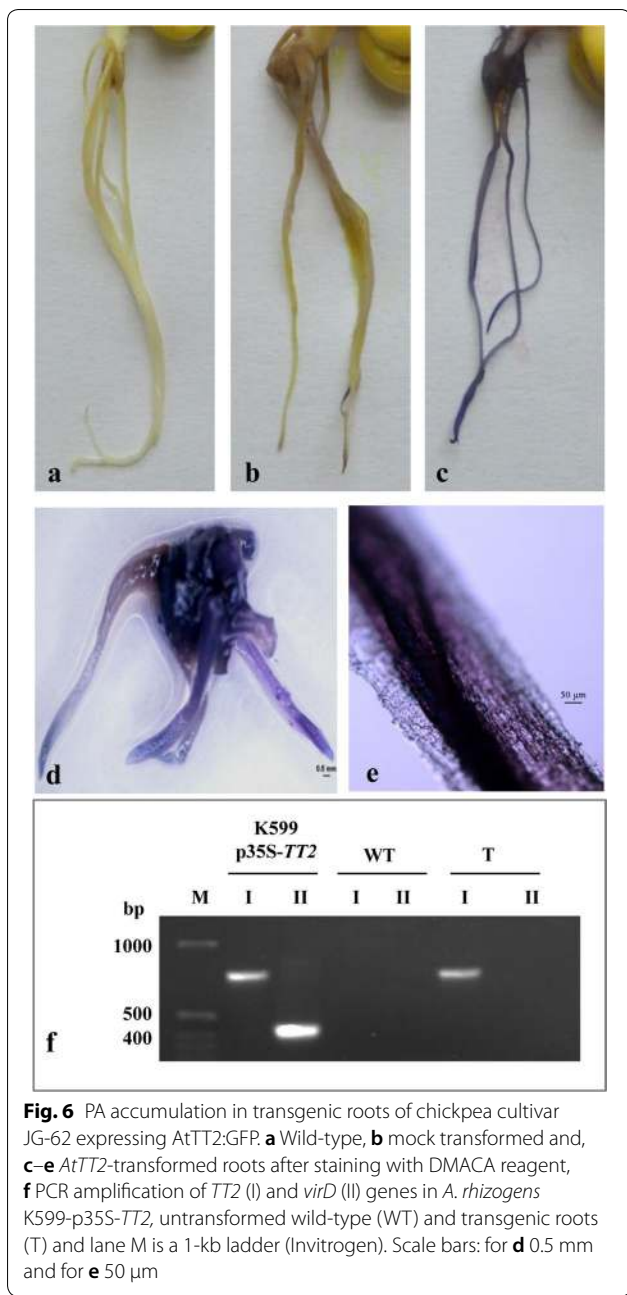 a
b
c
d
0.5 mm
e
50 µm
K599
p35S-TT2 WT T
M I II I II I II
bp
1000
500
400
f
Fig. 6 PA accumulation in transgenic roots of chickpea cultivar
JG-62 expressing AtTT2:GFP. a Wild-type, b mock transformed and,
c–e AtTT2-transformed roots after staining with DMACA reagent,
f PCR amplification of TT2 (I) and virD (II) genes in A. rhizogens
K599-p35S-TT2, untransformed wild-type (WT) and transgenic roots
(T) and lane M is a 1-kb ladder (Invitrogen). Scale bars: for d 0.5 mm
and for e 50 µm